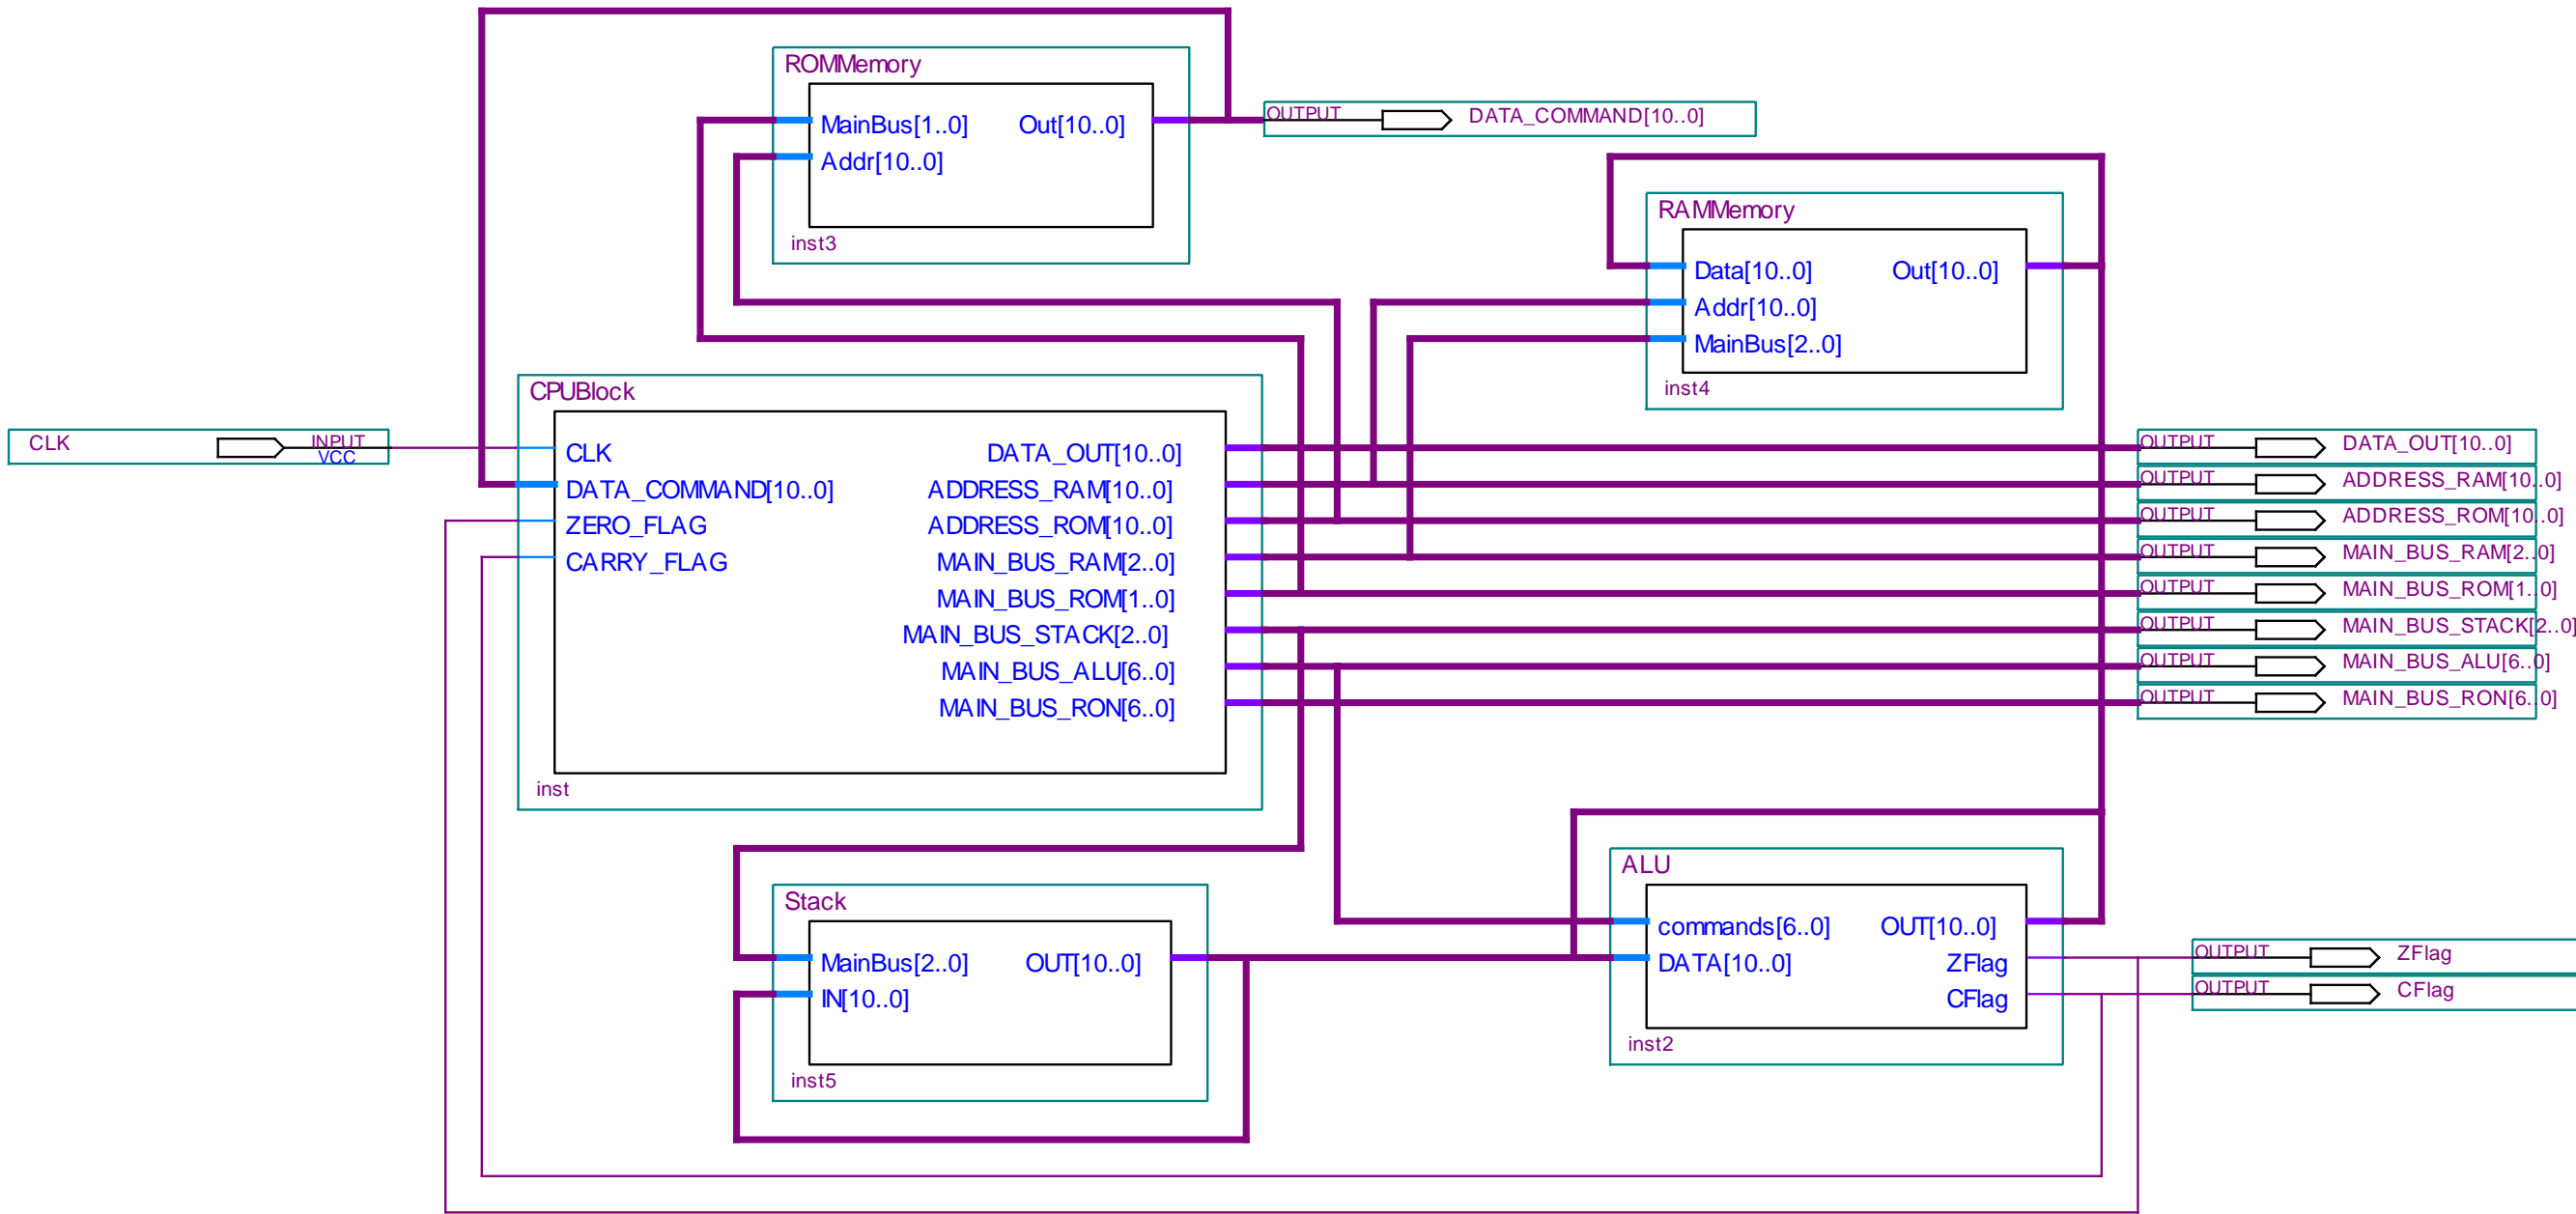 ROMMemory
MainBus[1..0] Out[10..0]
Addr[10..0]
inst3
OUTPUT DATA_COMMAND[10..0]
RAMMemory
Data[10..0] Out[10..0]
Addr[10..0]
MainBus[2..0]
inst4
CLK INPUT
VCC
CPUBlock
CLK DATA_OUT[10..0]
DATA_COMMAND[10..0] ADDRESS_RAM[10..0]
ZERO_FLAG ADDRESS_ROM[10..0]
CARRY_FLAG MAIN_BUS_RAM[2..0]
MAIN_BUS_ROM[1..0]
MAIN_BUS_STACK[2..0]
MAIN_BUS_ALU[6..0]
MAIN_BUS_RON[6..0]
inst
OUTPUT DATA_OUT[10..0]
OUTPUT ADDRESS_RAM[10..0]
OUTPUT ADDRESS_ROM[10..0]
OUTPUT MAIN_BUS_RAM[2..0]
OUTPUT MAIN_BUS_ROM[1..0]
OUTPUT MAIN_BUS_STACK[2..0]
OUTPUT MAIN_BUS_ALU[6..0]
OUTPUT MAIN_BUS_RON[6..0]
Stack
MainBus[2..0] OUT[10..0]
IN[10..0]
inst5
ALU
commands[6..0] OUT[10..0]
DATA[10..0] ZFlag
CFlag
inst2
OUTPUT ZFlag
OUTPUT CFlag